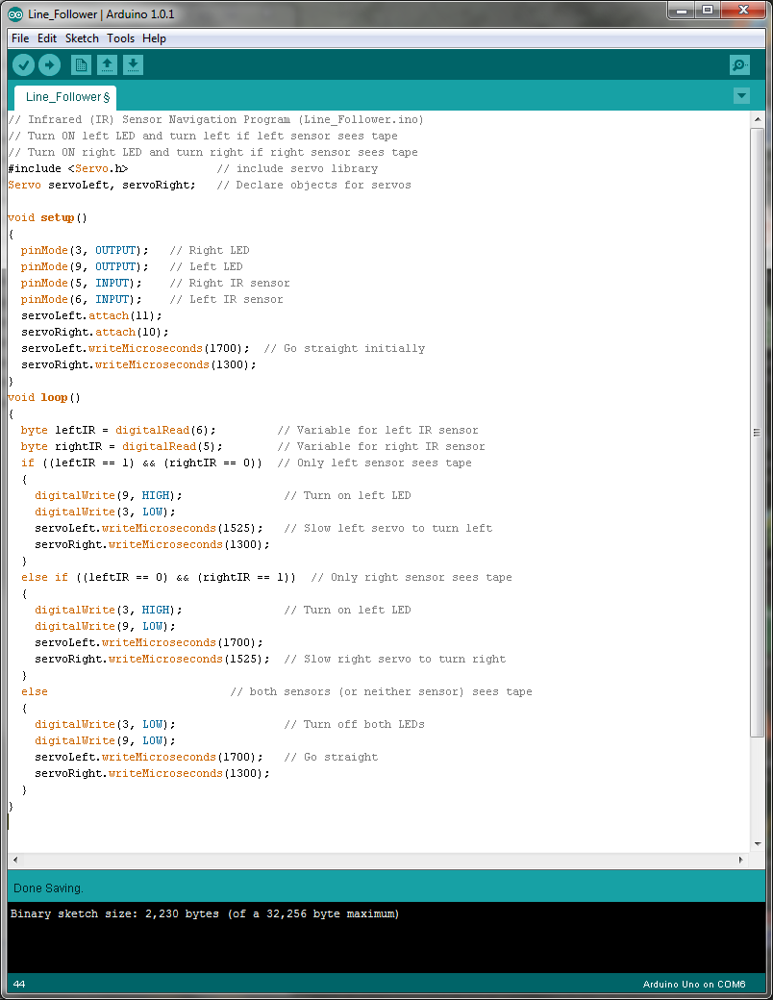 Line_Follower | Arduino 1.0.1
File Edit Sketch Tools Help
Line_Follower §
// Infrared (IR) Sensor Navigation Program (Line_Follower.ino)
// Turn ON left LED and turn left if left sensor sees tape
// Turn ON right LED and turn right if right sensor sees tape
#include <Servo.h>             // include servo library
Servo servoLeft, servoRight;   // Declare objects for servos

void setup()
{
  pinMode(3, OUTPUT);   // Right LED
  pinMode(9, OUTPUT);   // Left LED
  pinMode(5, INPUT);    // Right IR sensor
  pinMode(6, INPUT);    // Left IR sensor
  servoLeft.attach(11);
  servoRight.attach(10);
  servoLeft.writeMicroseconds(1700);  // Go straight initially
  servoRight.writeMicroseconds(1300);
}
void loop()
{
  byte leftIR = digitalRead(6);         // Variable for left IR sensor
  byte rightIR = digitalRead(5);        // Variable for right IR sensor
  if ((leftIR == 1) && (rightIR == 0))  // Only left sensor sees tape
  {
    digitalWrite(9, HIGH);               // Turn on left LED
    digitalWrite(3, LOW);
    servoLeft.writeMicroseconds(1525);   // Slow left servo to turn left
    servoRight.writeMicroseconds(1300);
  }
  else if ((leftIR == 0) && (rightIR == 1))  // Only right sensor sees tape
  {
    digitalWrite(3, HIGH);               // Turn on left LED
    digitalWrite(9, LOW);
    servoLeft.writeMicroseconds(1700);
    servoRight.writeMicroseconds(1525);  // Slow right servo to turn right
  }
  else                           // both sensors (or neither sensor) sees tape
  {
    digitalWrite(3, LOW);                // Turn off both LEDs
    digitalWrite(9, LOW);
    servoLeft.writeMicroseconds(1700);   // Go straight
    servoRight.writeMicroseconds(1300);
  }
}
Done Saving.
Binary sketch size: 2,230 bytes (of a 32,256 byte maximum)
44
Arduino Uno on COM6